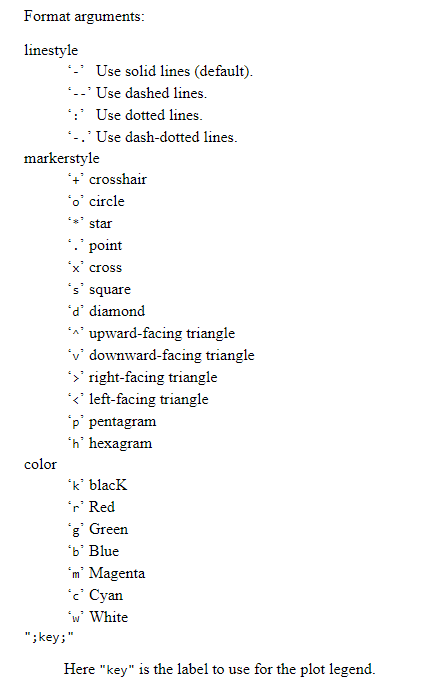 Format arguments:
linestyle
‘-’ Use solid lines (default).
‘--’ Use dashed lines.
‘:’ Use dotted lines.
‘-.’ Use dash-dotted lines.
markerstyle
‘+’ crosshair
‘o’ circle
‘*’ star
‘.’ point
‘x’ cross
‘s’ square
‘d’ diamond
‘^’ upward-facing triangle
‘v’ downward-facing triangle
‘>’ right-facing triangle
‘<’ left-facing triangle
‘p’ pentagram
‘h’ hexagram
color
‘k’ blacK
‘r’ Red
‘g’ Green
‘b’ Blue
‘m’ Magenta
‘c’ Cyan
‘w’ White
";key;"
Here "key" is the label to use for the plot legend.